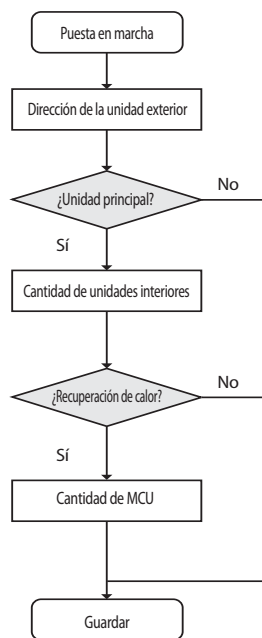 Puesta en marcha
Dirección de la unidad exterior
¿Unidad principal?
No
Sí
Cantidad de unidades interiores
¿Recuperación de calor?
No
Sí
Cantidad de MCU
Guardar